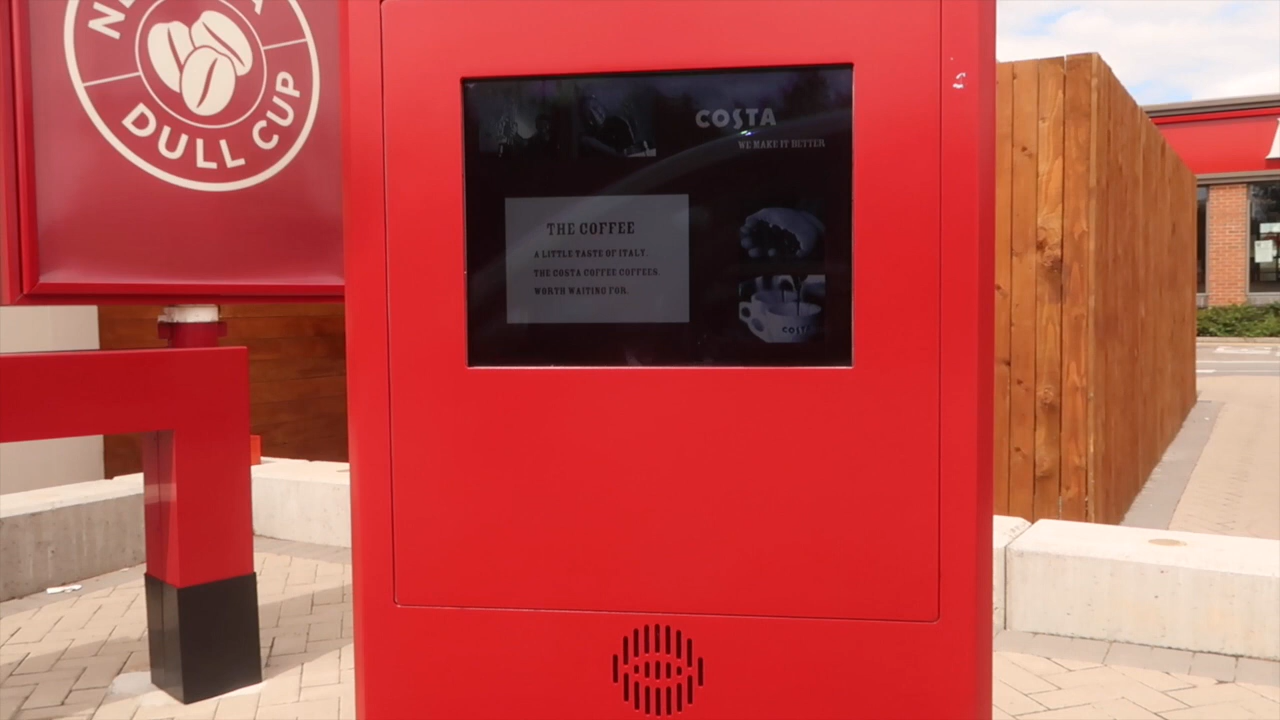 DULL CUP
COSTA
WE MAKE IT BETTER
THE COFFEE
A LITTLE TASTE OF ITALY.
THE COSTA COFFEE COFFEES
WORTH WAITING FOR.
COSTA